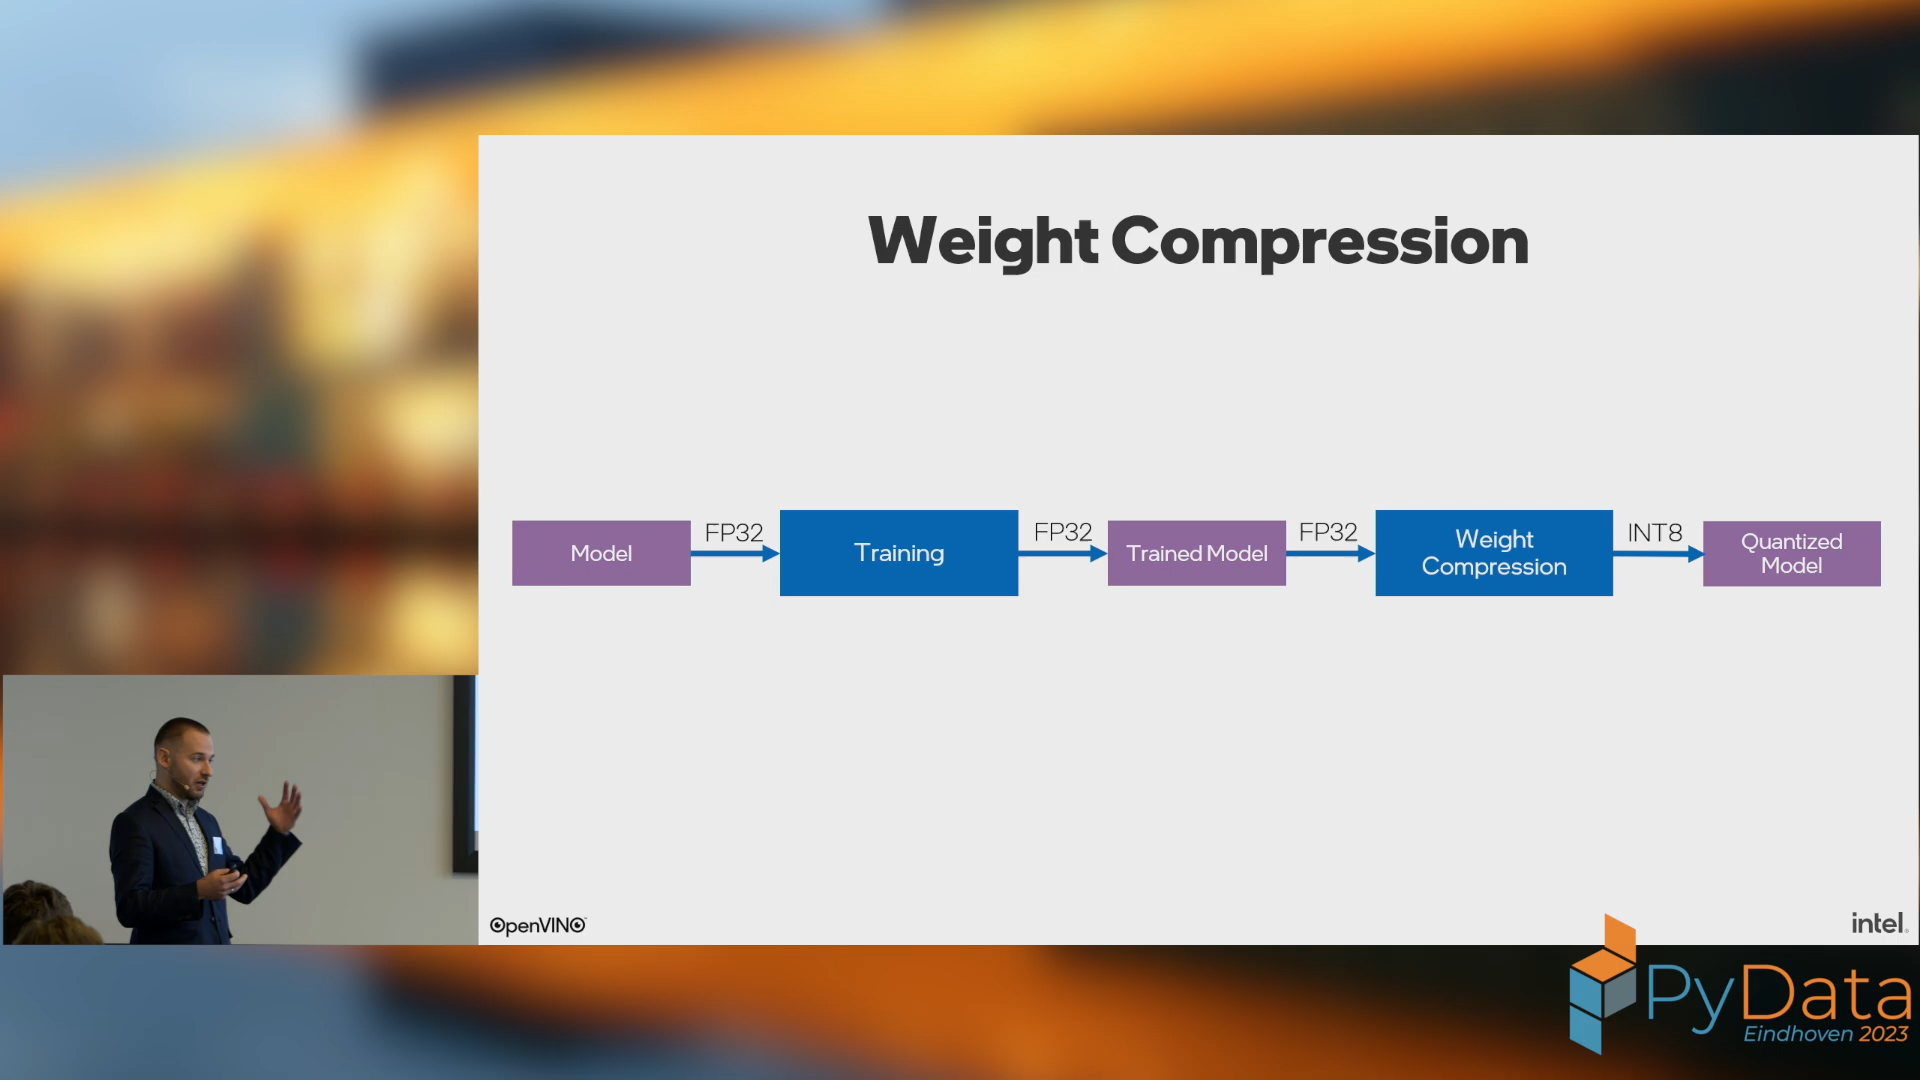 Weight Compression
Model
FP32
Training
FP32
Trained Model
FP32
Weight
Compression
INT8
Quantized
Model
OpenVINO
intel.
PyData
Eindhoven 2023